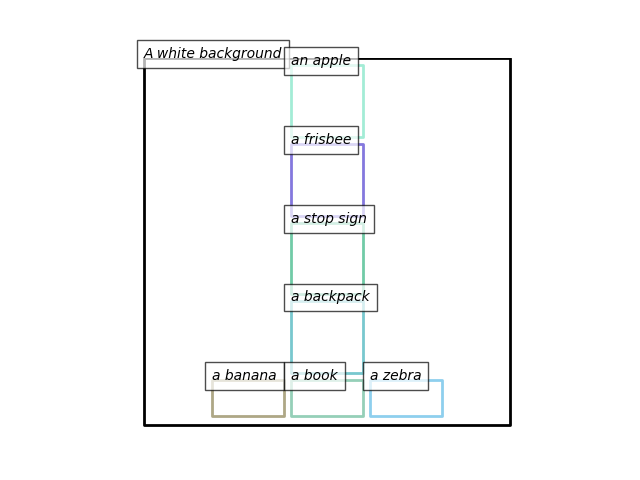 A white background
an apple
a frisbee
a stop sign
a backpack
a banana
a book
a zebra